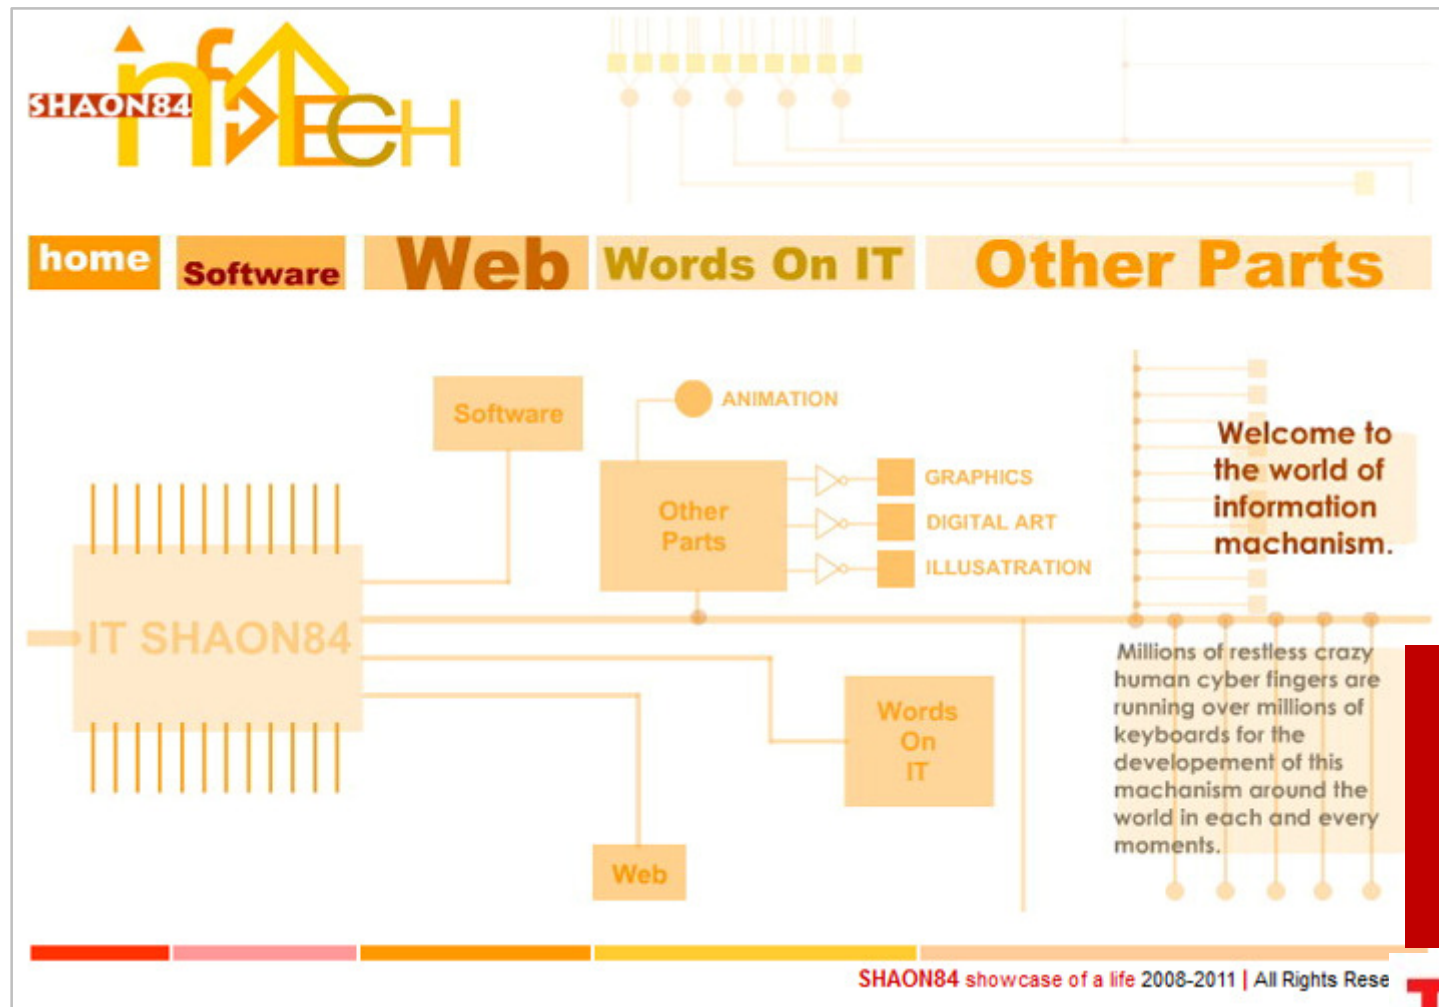 SHAON84 infoTECH
home Software Web Words On IT Other Parts
Software
ANIMATION
Other
Parts
GRAPHICS
DIGITAL ART
ILLUSATRATION
IT SHAON84
Words
On
IT
Web
Welcome to
the world of
information
machanism.
Millions of restless crazy
human cyber fingers are
running over millions of
keyboards for the
developement of this
machanism around the
world in each and every
moments.
SHAON84 showcase of a life 2008-2011 | All Rights Rese